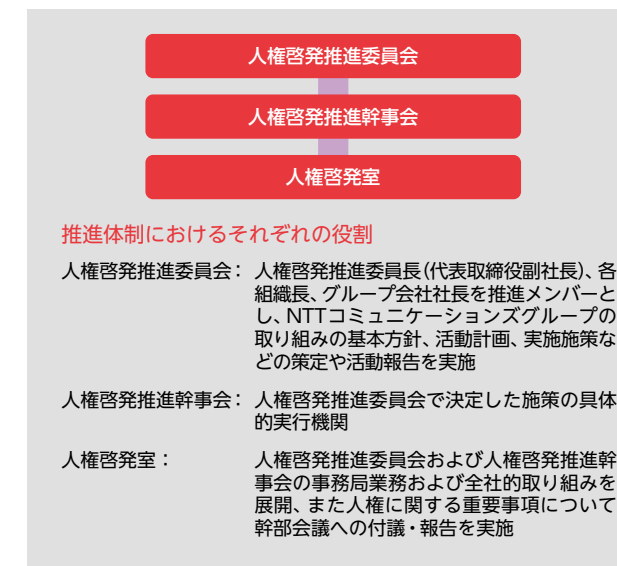 人権啓発推進委員会
人権啓発推進幹事会
人権啓発室
推進体制におけるそれぞれの役割
人権啓発推進委員会： 人権啓発推進委員長（代表取締役副社長）、各
組織長、グループ会社社長を推進メンバーと
し、NTTコミュニケーションズグループの
取り組みの基本方針、活動計画、実施施策な
どの策定や活動報告を実施
人権啓発推進幹事会： 人権啓発推進委員会で決定した施策の具体
的実行機関
人権啓発室： 人権啓発推進委員会および人権啓発推進幹
事会の事務局業務および全社的取り組みを
展開、また人権に関する重要事項について
幹部会議への付議・報告を実施